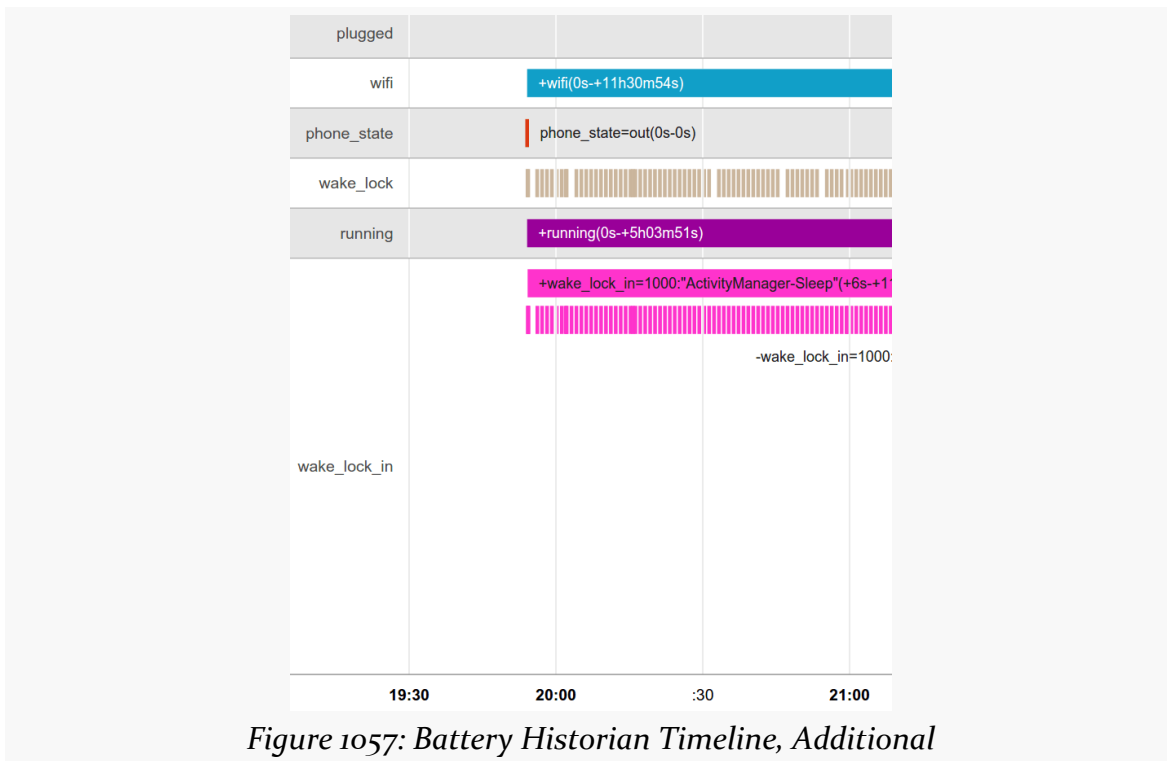 plugged
wifi +wifi(0s-+11h30m54s)
phone_state phone_state=out(0s-0s)
wake_lock
running +running(0s-+5h03m51s)
+wake_lock_in=1000:"ActivityManager-Sleep"(+6s-+11
-wake_lock_in=1000:
wake_lock_in
19:30 20:00 :30 21:00
Figure 1057: Battery Historian Timeline, Additional